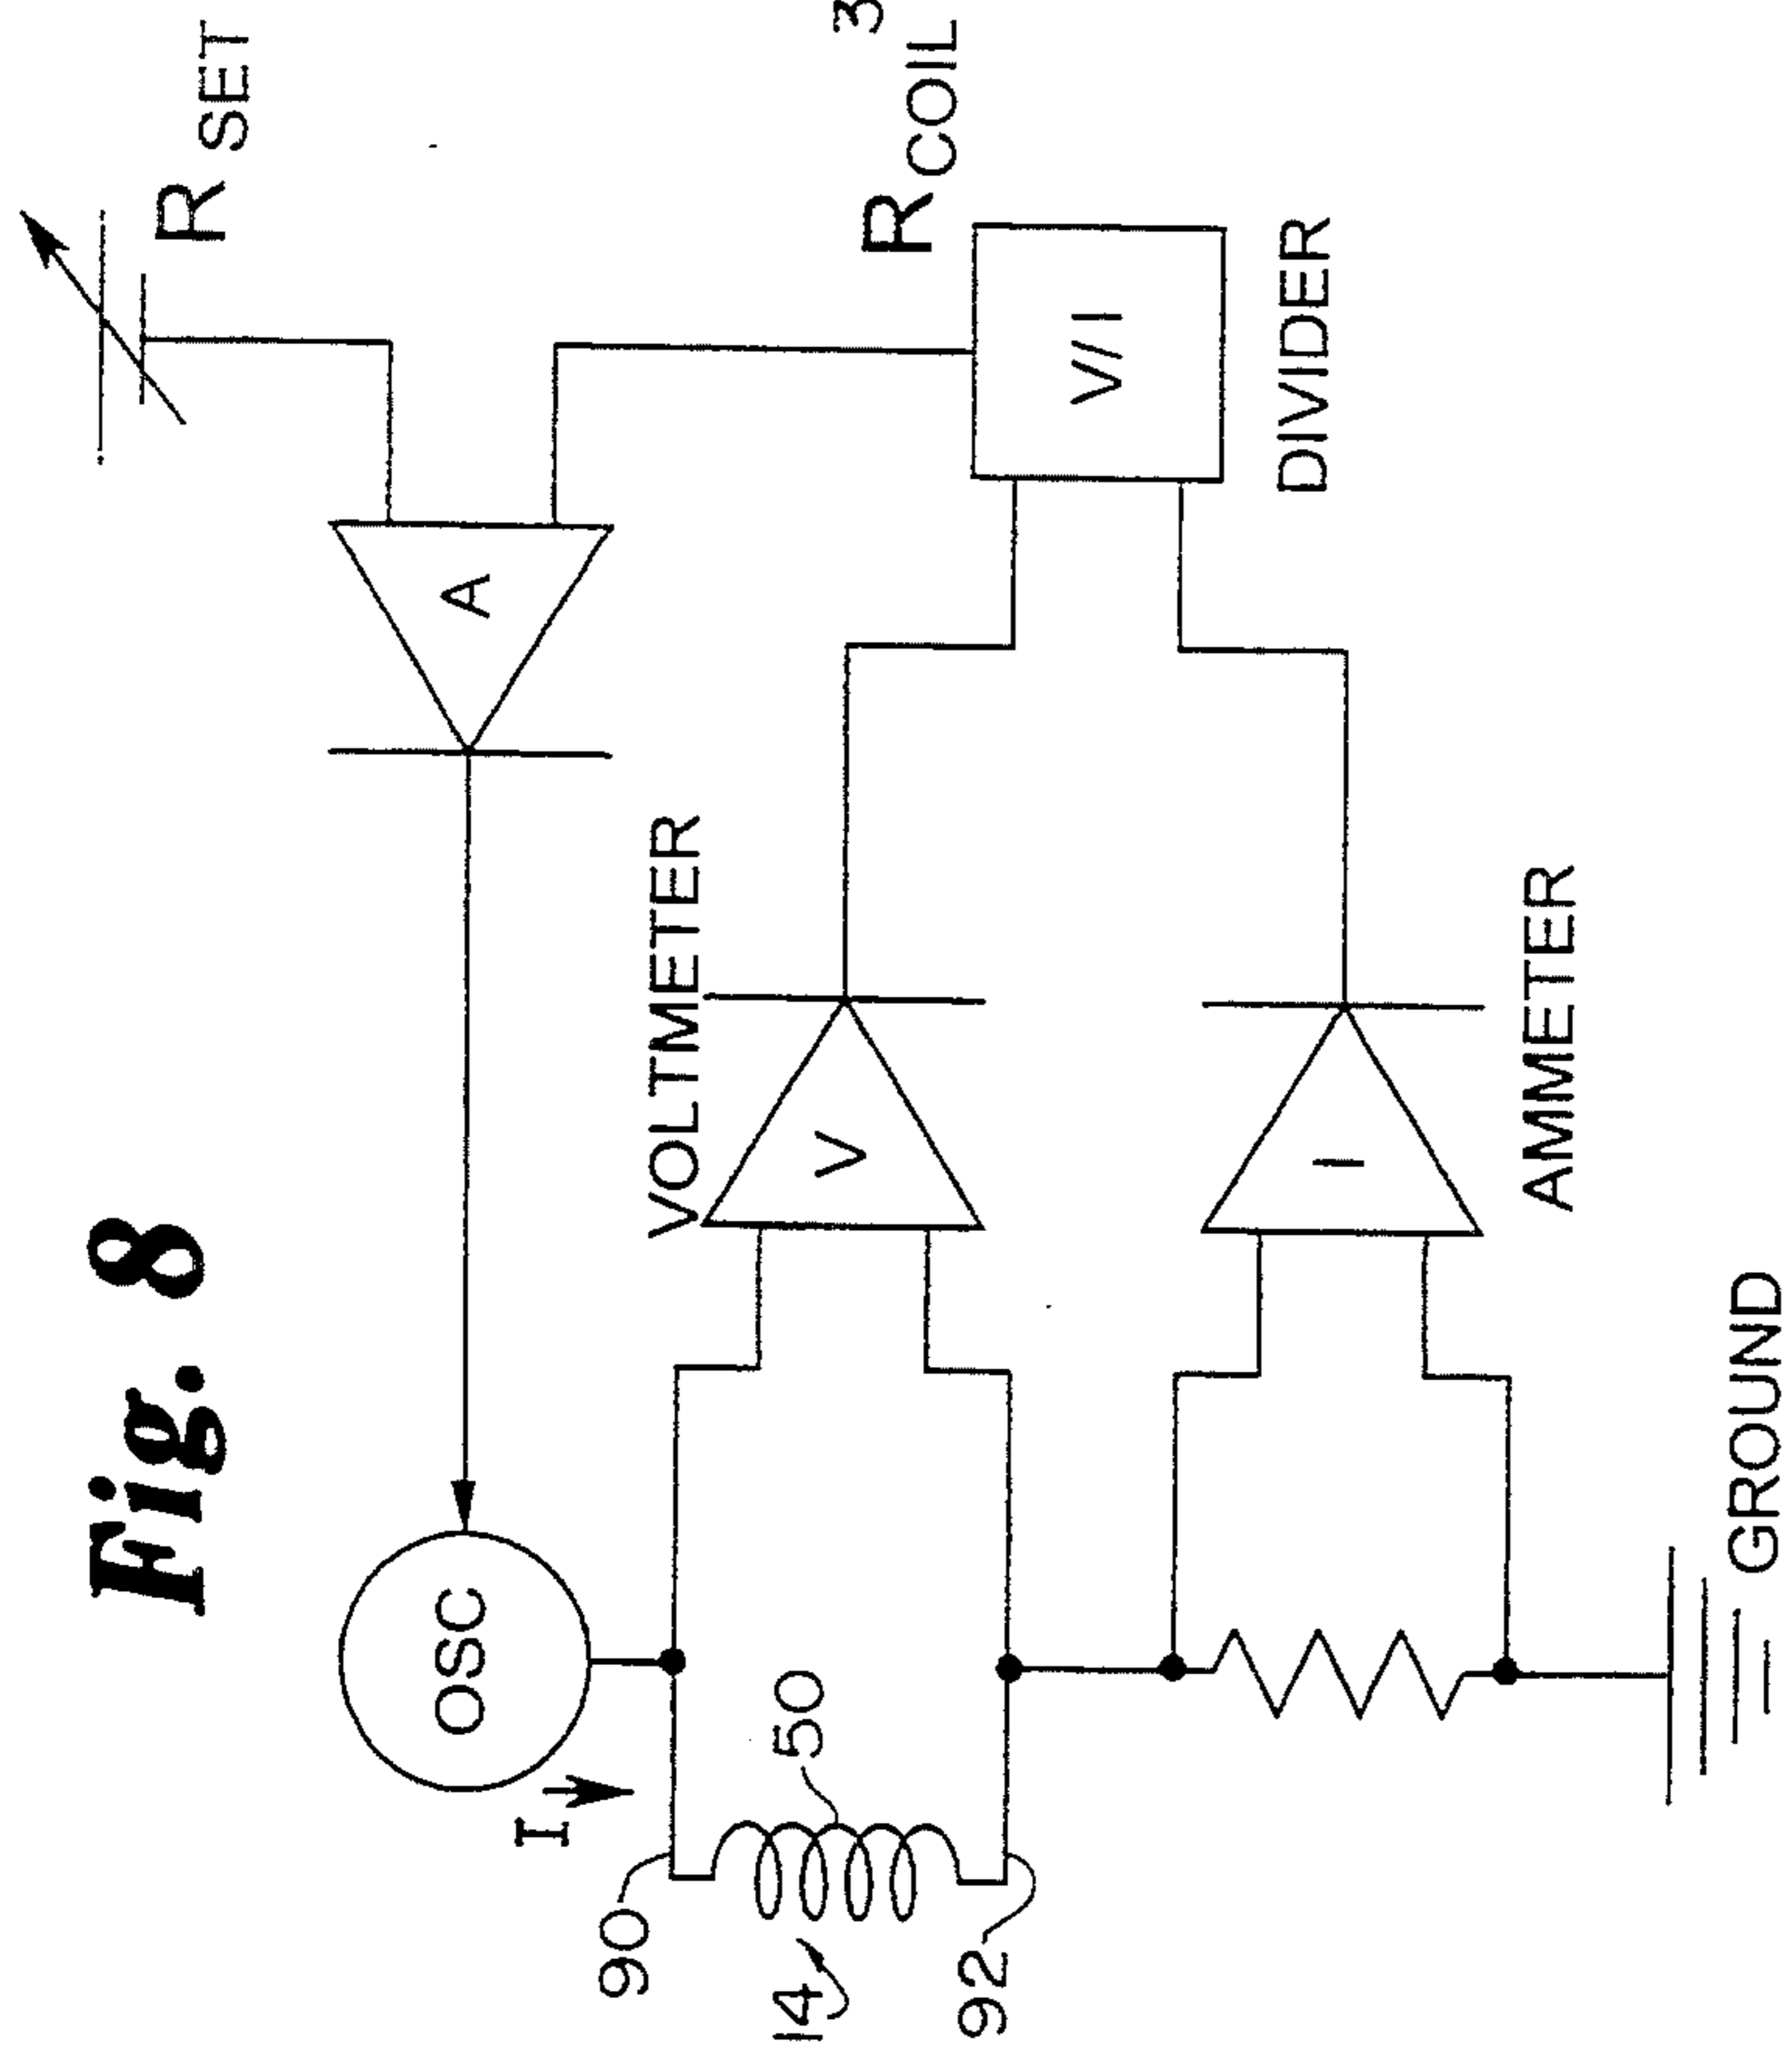 Fig. 8
OSC
A
R SET
I
90
VOLTMETER
14
50
V
3
R COIL
V/I
92
I
DIVIDER
AMMETER
GROUND